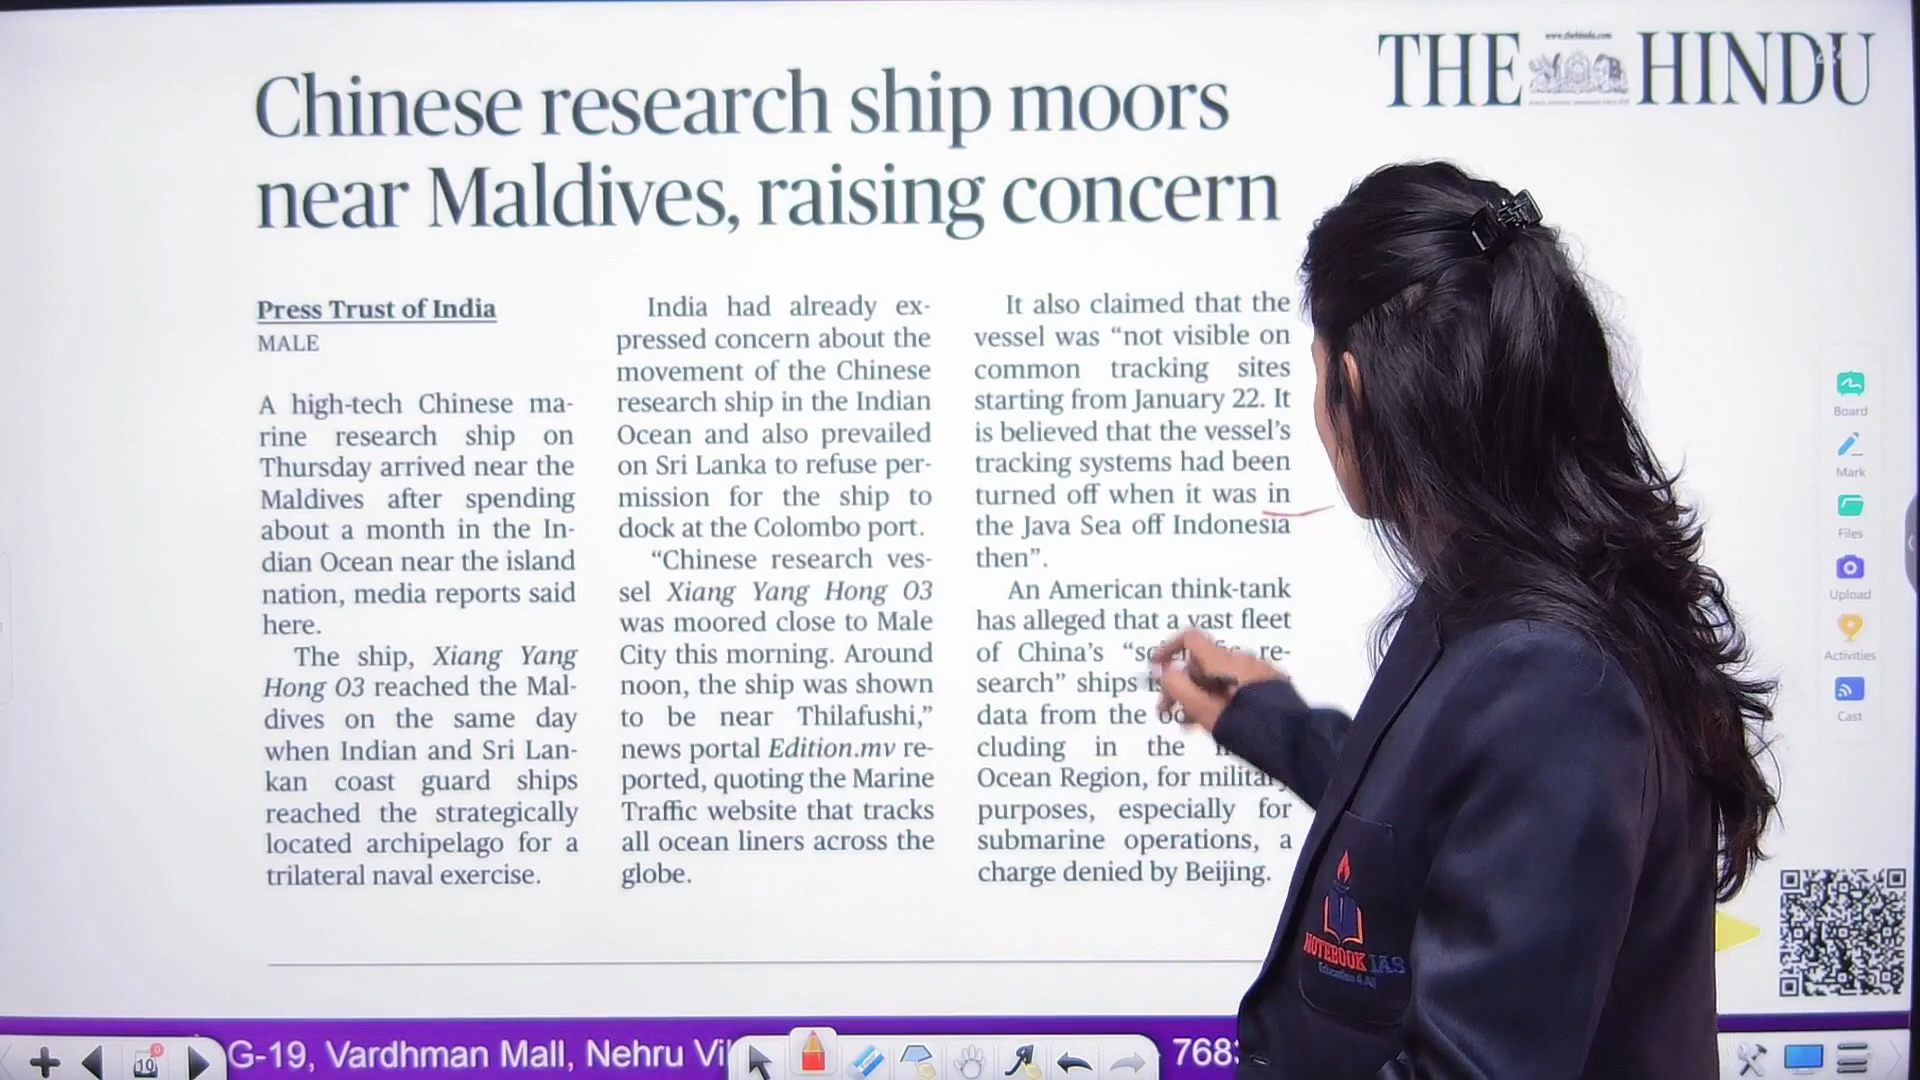 THE HINDU
www.thehindu.com
Chinese research ship moors
near Maldives, raising concern
Press Trust of India
MALE
A high-tech Chinese ma-
rine research ship on
Thursday arrived near the
Maldives after spending
about a month in the In-
dian Ocean near the island
nation, media reports said
here.
The ship, Xiang Yang
Hong 03 reached the Mal-
dives on the same day
when Indian and Sri Lan-
kan coast guard ships
reached the strategically
located archipelago for a
trilateral naval exercise.
India had already ex-
pressed concern about the
movement of the Chinese
research ship in the Indian
Ocean and also prevailed
on Sri Lanka to refuse per-
mission for the ship to
dock at the Colombo port.
"Chinese research ves-
sel Xiang Yang Hong 03
was moored close to Male
City this morning. Around
noon, the ship was shown
to be near Thilafushi,"
news portal Edition.mv re-
ported, quoting the Marine
Traffic website that tracks
all ocean liners across the
globe.
It also claimed that the
vessel was "not visible on
common tracking sites
starting from January 22. It
is believed that the vessel's
tracking systems had been
turned off when it was in
the Java Sea off Indonesia
then".
An American think-tank
has alleged that a vast fleet
of China's re-
search" ships
data from the
cluding in the
Ocean Region, for military
purposes, especially for
submarine operations, a
charge denied by Beijing.
Board
Mark
Files
Upload
Activities
Cast
NOTEBOOK IAS
Education 4 All
10
G-19, Vardhman Mall, Nehru